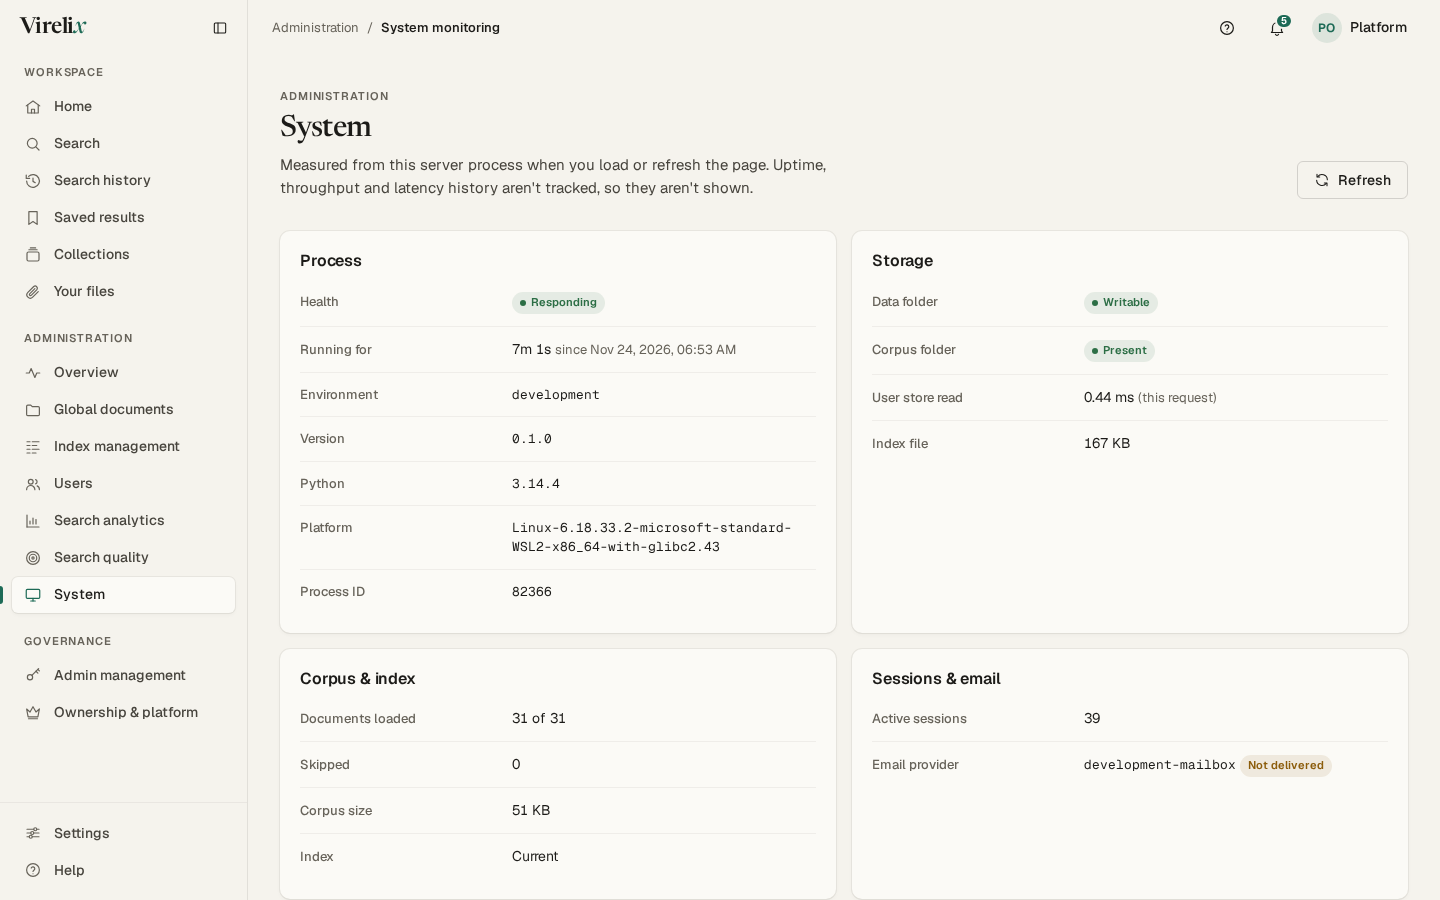 Virelix
WORKSPACE
Home
Search
Search history
Saved results
Collections
Your files
ADMINISTRATION
Overview
Global documents
Index management
Users
Search analytics
Search quality
System
GOVERNANCE
Admin management
Ownership & platform
Settings
Help
Administration / System monitoring
5
PO Platform
ADMINISTRATION
System
Measured from this server process when you load or refresh the page. Uptime,
throughput and latency history aren't tracked, so they aren't shown.
Refresh
Process
Health Responding
Running for 7m 1s since Nov 24, 2026, 06:53 AM
Environment development
Version 0.1.0
Python 3.14.4
Platform Linux-6.18.33.2-microsoft-standard-
WSL2-x86_64-with-glibc2.43
Process ID 82366
Storage
Data folder Writable
Corpus folder Present
User store read 0.44 ms (this request)
Index file 167 KB
Corpus & index
Documents loaded 31 of 31
Skipped 0
Corpus size 51 KB
Index Current
Sessions & email
Active sessions 39
Email provider development-mailbox Not delivered